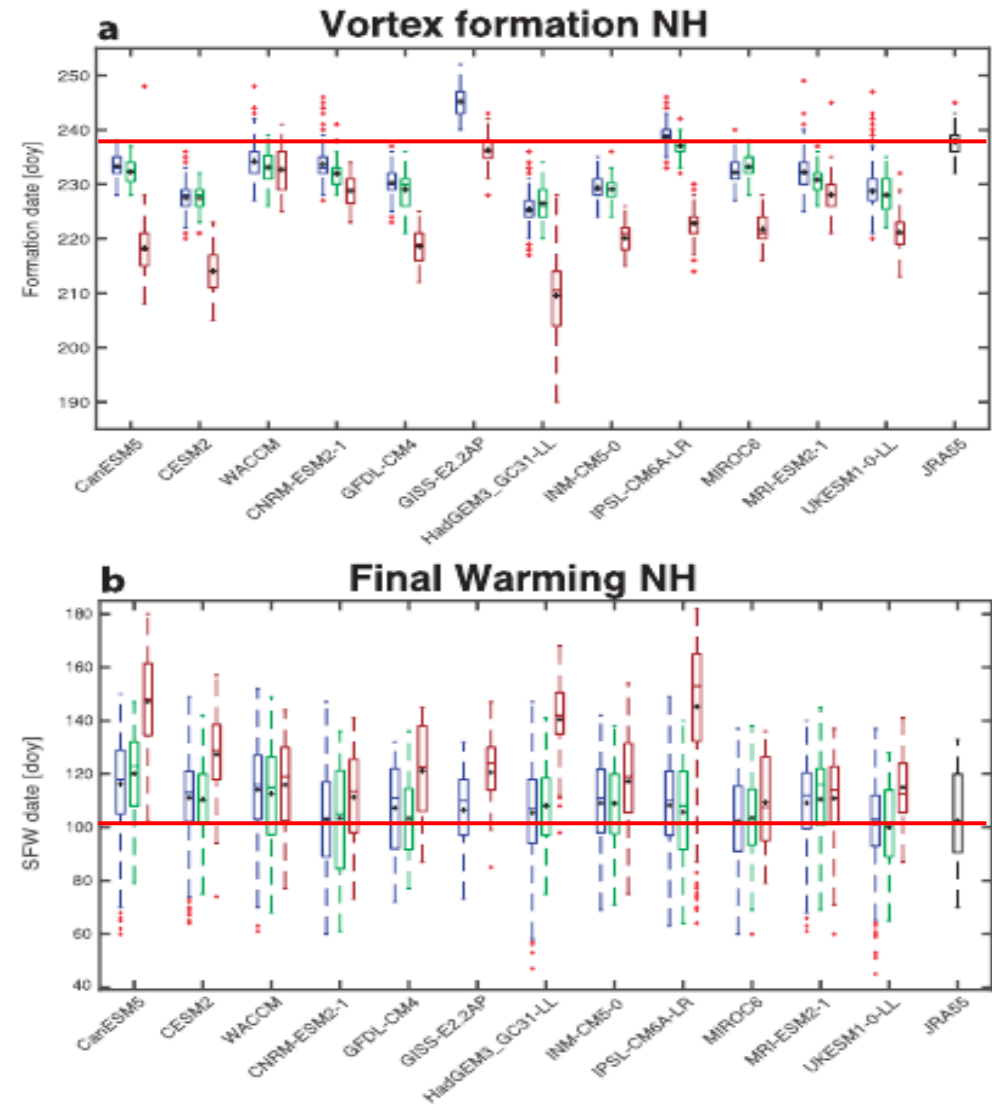 a Vortex formation NH
Formation date [doy]
250
240
230
220
210
200
190
CanESM5
CESM2
WACCM
CNRM-ESM2-1
GFDL-CM4
GISS-E2.2AP
HadGEM3_GC31-LL
INM-CM5-0
IPSL-CM6A-LR
MIROC6
MRI-ESM2-1
UKESM1-0-LL
JRA55
b Final Warming NH
SFW date [doy]
180
160
140
120
100
80
60
40
CanESM5
CESM2
WACCM
CNRM-ESM2-1
GFDL-CM4
GISS-E2.2AP
HadGEM3_GC31-LL
INM-CM5-0
IPSL-CM6A-LR
MIROC6
MRI-ESM2-1
UKESM1-0-LL
JRA55